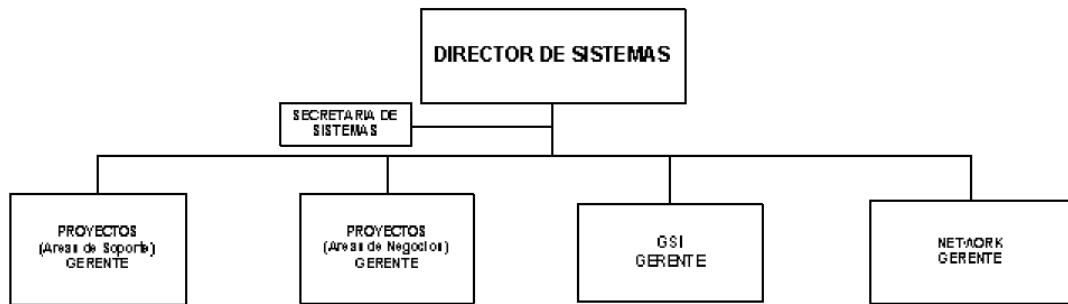 DIRECTOR DE SISTEMAS
SECRETARIA DE
SISTEMAS
PROYECTOS
(Areas de Soporte)
GERENTE
PROYECTOS
(Areas de Negocios)
GERENTE
GSI
GERENTE
NETWORK
GERENTE